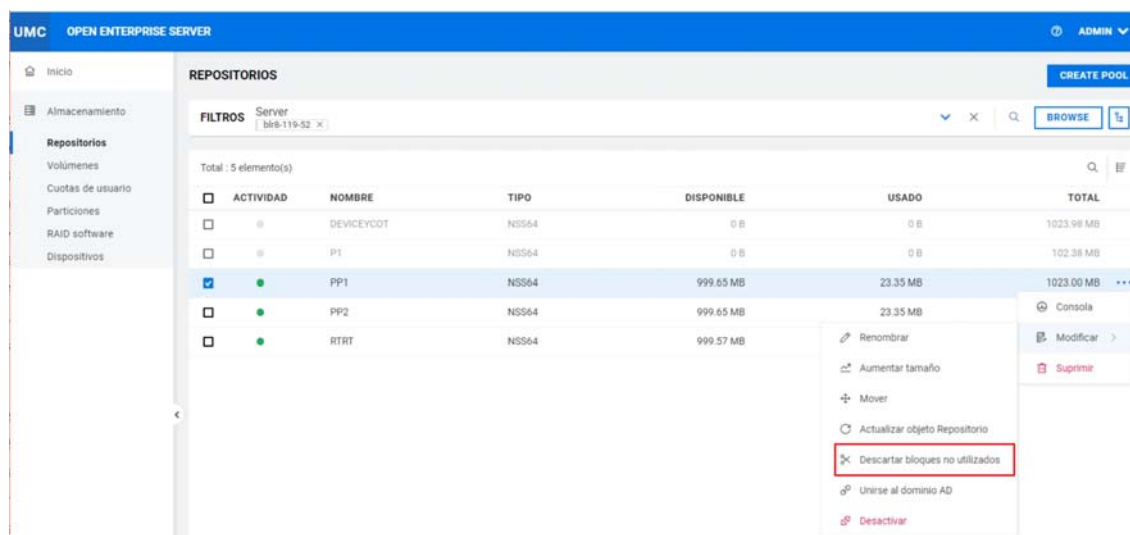 UMC OPEN ENTERPRISE SERVER ADMIN
Inicio
Almacenamiento
Repositorios
Volúmenes
Cuotas de usuario
Particiones
RAID software
Dispositivos
REPOSITORIOS CREATE POOL
FILTROS Server
blr8-119-52 ×
BROWSE
Total : 5 elemento(s)
ACTIVIDAD NOMBRE TIPO DISPONIBLE USADO TOTAL
DEVICEYCOT NSS64 0 B 0 B 1023.98 MB
P1 NSS64 0 B 0 B 102.38 MB
PP1 NSS64 999.65 MB 23.35 MB 1023.00 MB
PP2 NSS64 999.65 MB 23.35 MB
RTRT NSS64 999.57 MB
Consola
Modificar
Suprimir
Renombrar
Aumentar tamaño
Mover
Actualizar objeto Repositorio
Descartar bloques no utilizados
Unirse al dominio AD
Desactivar